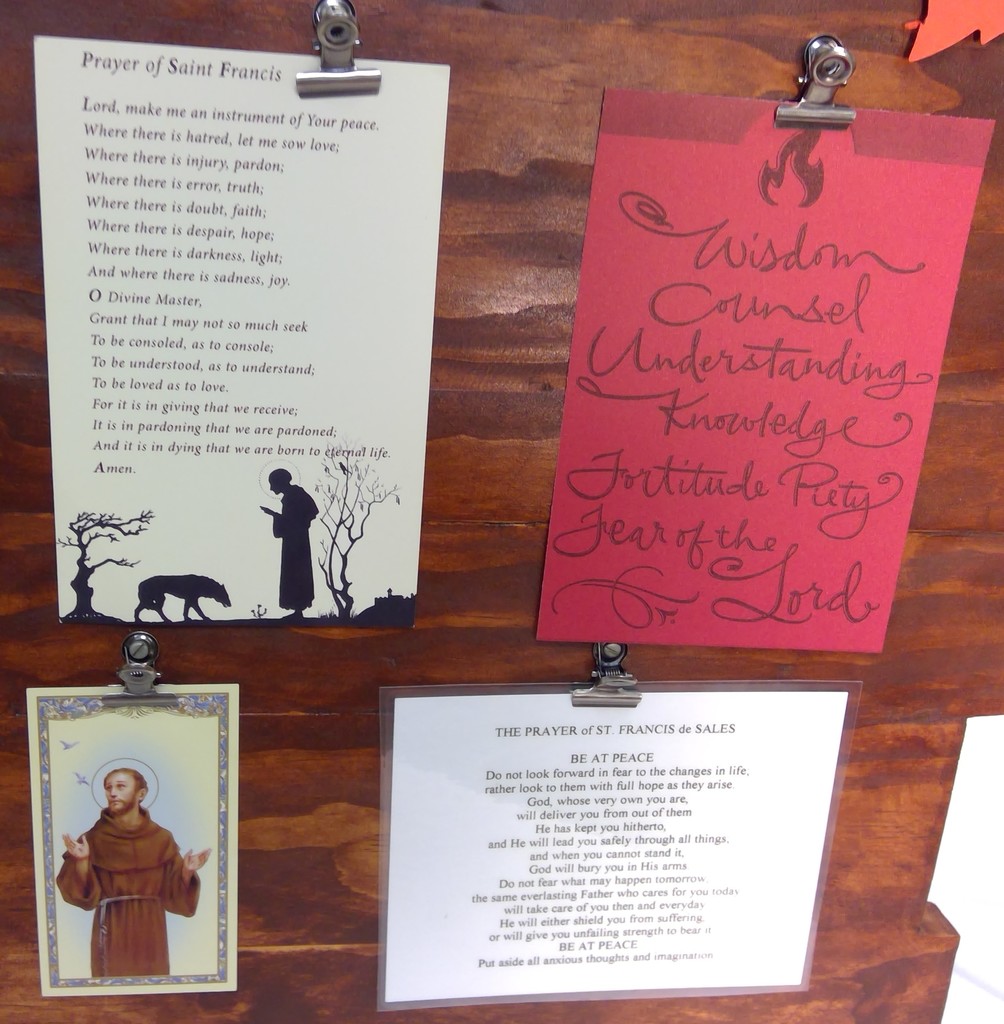 Prayer of Saint Francis
Lord, make me an instrument of Your peace.
Where there is hatred, let me sow love;
Where there is injury, pardon;
Where there is error, truth;
Where there is doubt, faith;
Where there is despair, hope;
Where there is darkness, light;
And where there is sadness, joy.
O Divine Master,
Grant that I may not so much seek
To be consoled, as to console;
To be understood, as to understand;
To be loved as to love.
For it is in giving that we receive;
It is in pardoning that we are pardoned;
And it is in dying that we are born to eternal life.
Amen.
Wisdom
Counsel
Understanding
Knowledge
Fortitude Piety
Fear of the
Lord
THE PRAYER of ST. FRANCIS de SALES
BE AT PEACE
Do not look forward in fear to the changes in life;
rather look to them with full hope as they arise.
God, whose very own you are,
will deliver you from out of them
He has kept you hitherto,
and He will lead you safely through all things,
and when you cannot stand it,
God will bury you in His arms
Do not fear what may happen tomorrow,
the same everlasting Father who cares for you today
will take care of you then and everyday
He will either shield you from suffering,
or will give you unfailing strength to bear it
BE AT PEACE
Put aside all anxious thoughts and imagination